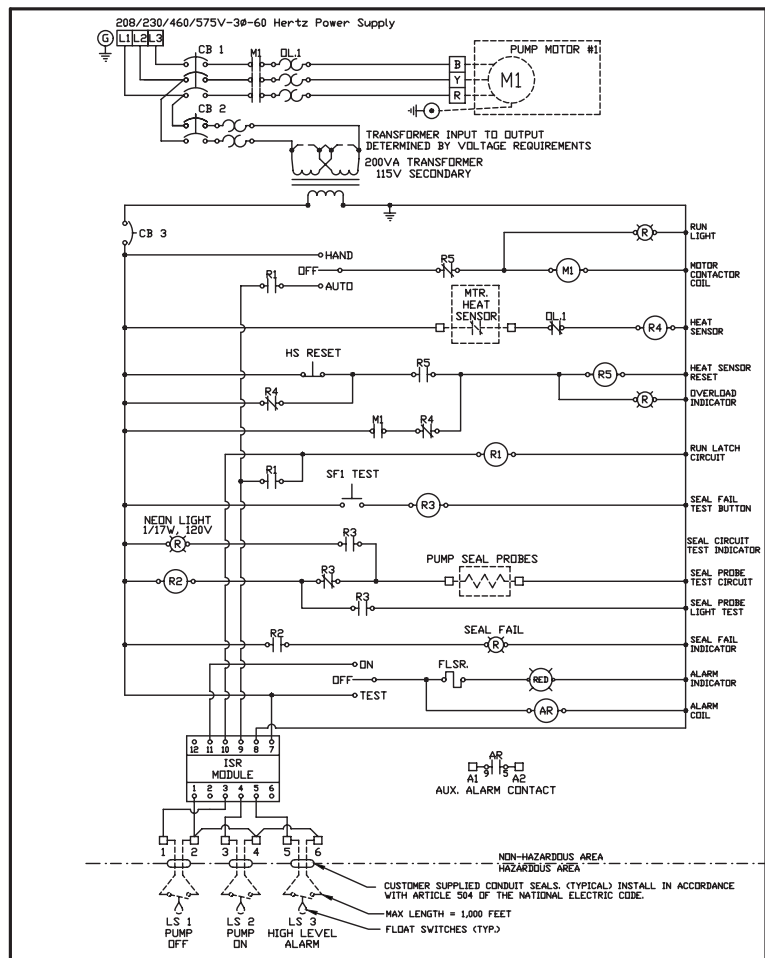 208/230/460/575V-3ø-60 Hertz Power Supply
G L1 L2 L3
CB 1
M1
OL.1
B
Y
R
PUMP MOTOR #1
M1
CB 2
TRANSFORMER INPUT TO OUTPUT
DETERMINED BY VOLTAGE REQUIREMENTS
200VA TRANSFORMER
115V SECONDARY
CB 3
R
RUN
LIGHT
HAND
OFF
AUTO
R1
R5
M1
MOTOR
CONTACTOR
COIL
MTR.
HEAT
SENSOR
OL.1
R4
HEAT
SENSOR
HS RESET
R5
R5
HEAT SENSOR
RESET
R4
R
OVERLOAD
INDICATOR
M1
R4
R1
RUN LATCH
CIRCUIT
R1
SF1 TEST
R3
SEAL FAIL
TEST BUTTON
NEON LIGHT
1/17W, 120V
R
R3
SEAL CIRCUIT
TEST INDICATOR
R2
R3
PUMP SEAL PROBES
SEAL PROBE
TEST CIRCUIT
R3
SEAL PROBE
LIGHT TEST
R2
SEAL FAIL
R
SEAL FAIL
INDICATOR
ON
OFF
TEST
FLSR.
RED
ALARM
INDICATOR
AR
ALARM
COIL
12 11 10 9 8 7
ISR
MODULE
1 2 3 4 5 6
AR
A1 9 5 A2
AUX. ALARM CONTACT
1 2 3 4 5 6
NON-HAZARDOUS AREA
HAZARDOUS AREA
CUSTOMER SUPPLIED CONDUIT SEALS. (TYPICAL) INSTALL IN ACCORDANCE
WITH ARTICLE 504 OF THE NATIONAL ELECTRIC CODE.
MAX LENGTH = 1,000 FEET
FLOAT SWITCHES (TYP.)
LS 1
PUMP
OFF
LS 2
PUMP
ON
LS 3
HIGH LEVEL
ALARM